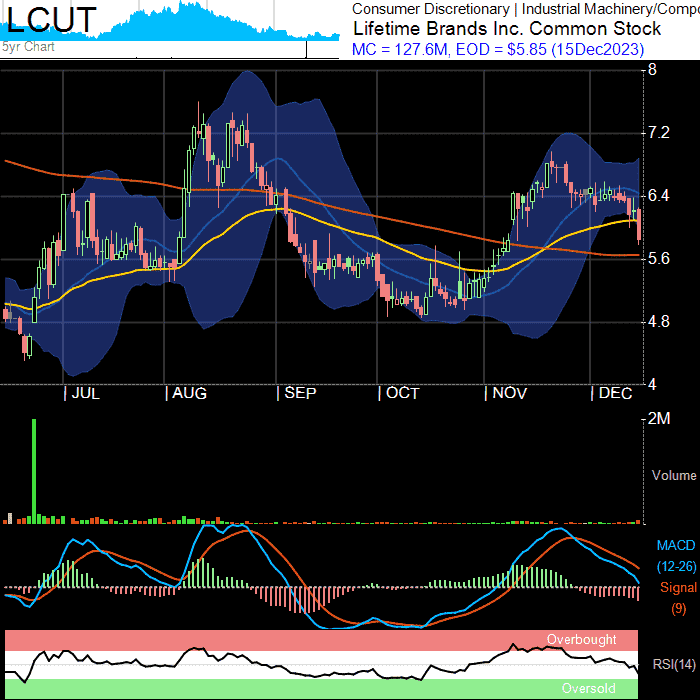 LCUT
5yr Chart
Consumer Discretionary | Industrial Machinery/Compo
Lifetime Brands Inc. Common Stock
MC = 127.6M, EOD = $5.85 (15Dec2023)
8
7.2
6.4
5.6
4.8
4
| JUL | AUG | SEP | OCT | NOV | DEC
2M
Volume
MACD
(12-26)
Signal
(9)
Overbought
RSI(14)
Oversold